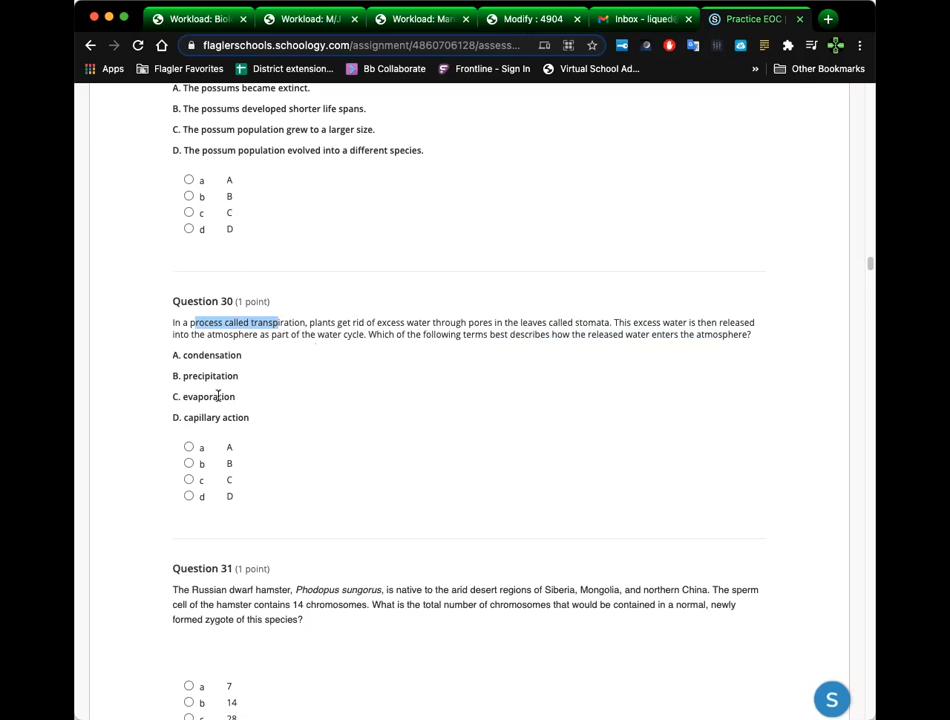 Workload: Biol
Workload: M/J
Workload: Man
Modify : 4904
Inbox - liqued@
Practice EOC |
flaglerschools.schoology.com/assignment/4860706128/assess...
Apps
Flagler Favorites
District extension...
Bb Collaborate
Frontline - Sign In
Virtual School Ad...
»
Other Bookmarks
A. The possums became extinct.
B. The possums developed shorter life spans.
C. The possum population grew to a larger size.
D. The possum population evolved into a different species.
a A
b B
c C
d D
Question 30 (1 point)
In a process called transpiration, plants get rid of excess water through pores in the leaves called stomata. This excess water is then released
into the atmosphere as part of the water cycle. Which of the following terms best describes how the released water enters the atmosphere?
A. condensation
B. precipitation
C. evaporation
D. capillary action
a A
b B
c C
d D
Question 31 (1 point)
The Russian dwarf hamster, Phodopus sungorus, is native to the arid desert regions of Siberia, Mongolia, and northern China. The sperm
cell of the hamster contains 14 chromosomes. What is the total number of chromosomes that would be contained in a normal, newly
formed zygote of this species?
a 7
b 14
c 28
S